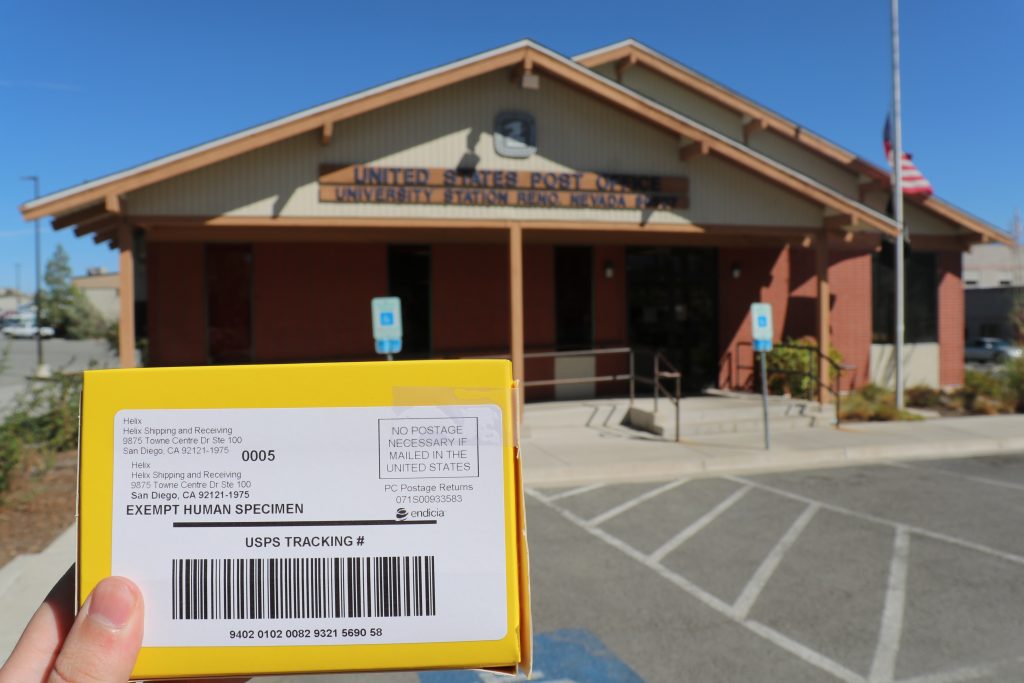 UNITED STATES POST OFFICE
UNIVERSITY STATION RENO, NEVADA
Helix
Helix Shipping and Receiving
9875 Towne Centre Dr Ste 100
San Diego, CA 92121-1975
0005
Helix
Helix Shipping and Receiving
9875 Towne Centre Dr Ste 100
San Diego, CA 92121-1975
EXEMPT HUMAN SPECIMEN
NO POSTAGE
NECESSARY IF
MAILED IN THE
UNITED STATES
PC Postage Returns
071S00933583
endicia
USPS TRACKING #
9402 0102 0082 9321 5690 58